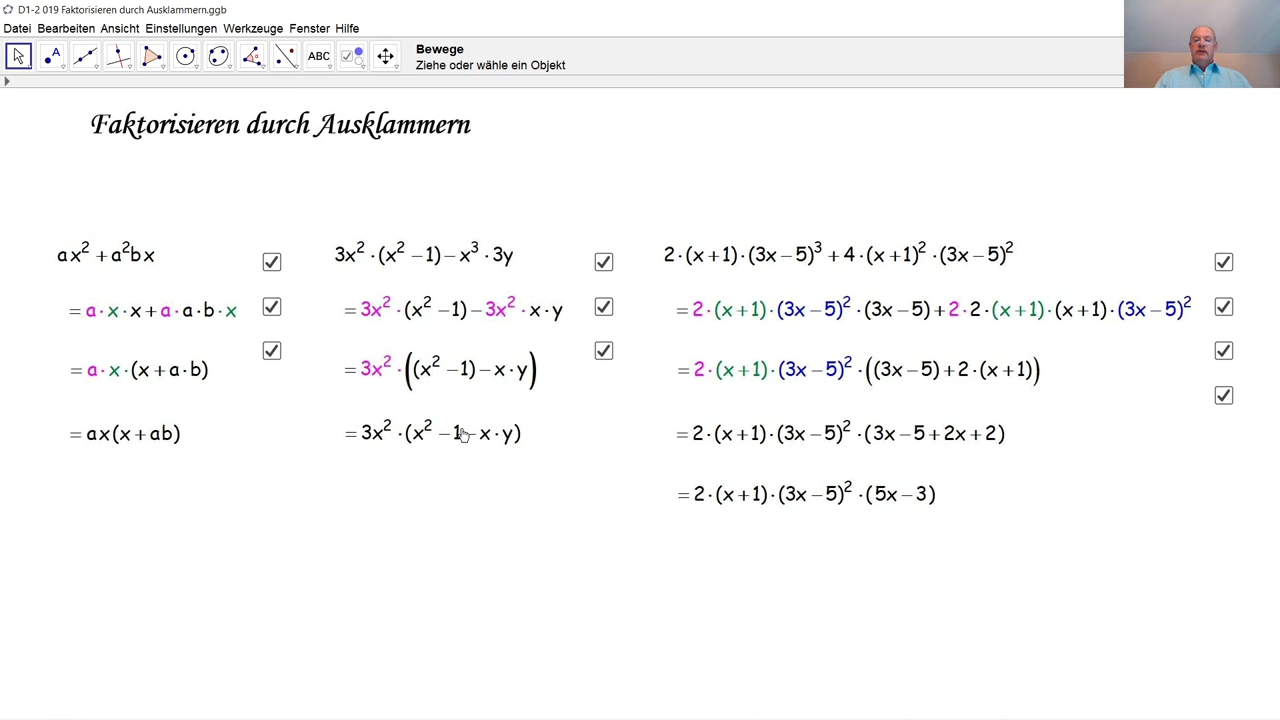 D1-2 019 Faktorisieren durch Ausklammern.ggb
Datei Bearbeiten Ansicht Einstellungen Werkzeuge Fenster Hilfe
A
ABC
Bewege
Ziehe oder wähle ein Objekt
Faktorisieren durch Ausklammern
ax² + a²bx
= a · x · x + a · a · b · x
= a · x · (x + a · b)
= ax(x + ab)
3x² · (x² − 1) − x³ · 3y
= 3x² · (x² − 1) − 3x² · x · y
= 3x² · ((x² − 1) − x · y)
= 3x² · (x² − 1 − x · y)
2 · (x + 1) · (3x − 5)³ + 4 · (x + 1)² · (3x − 5)²
= 2 · (x + 1) · (3x − 5)² · (3x − 5) + 2 · 2 · (x + 1) · (x + 1) · (3x − 5)²
= 2 · (x + 1) · (3x − 5)² · ((3x − 5) + 2 · (x + 1))
= 2 · (x + 1) · (3x − 5)² · (3x − 5 + 2x + 2)
= 2 · (x + 1) · (3x − 5)² · (5x − 3)